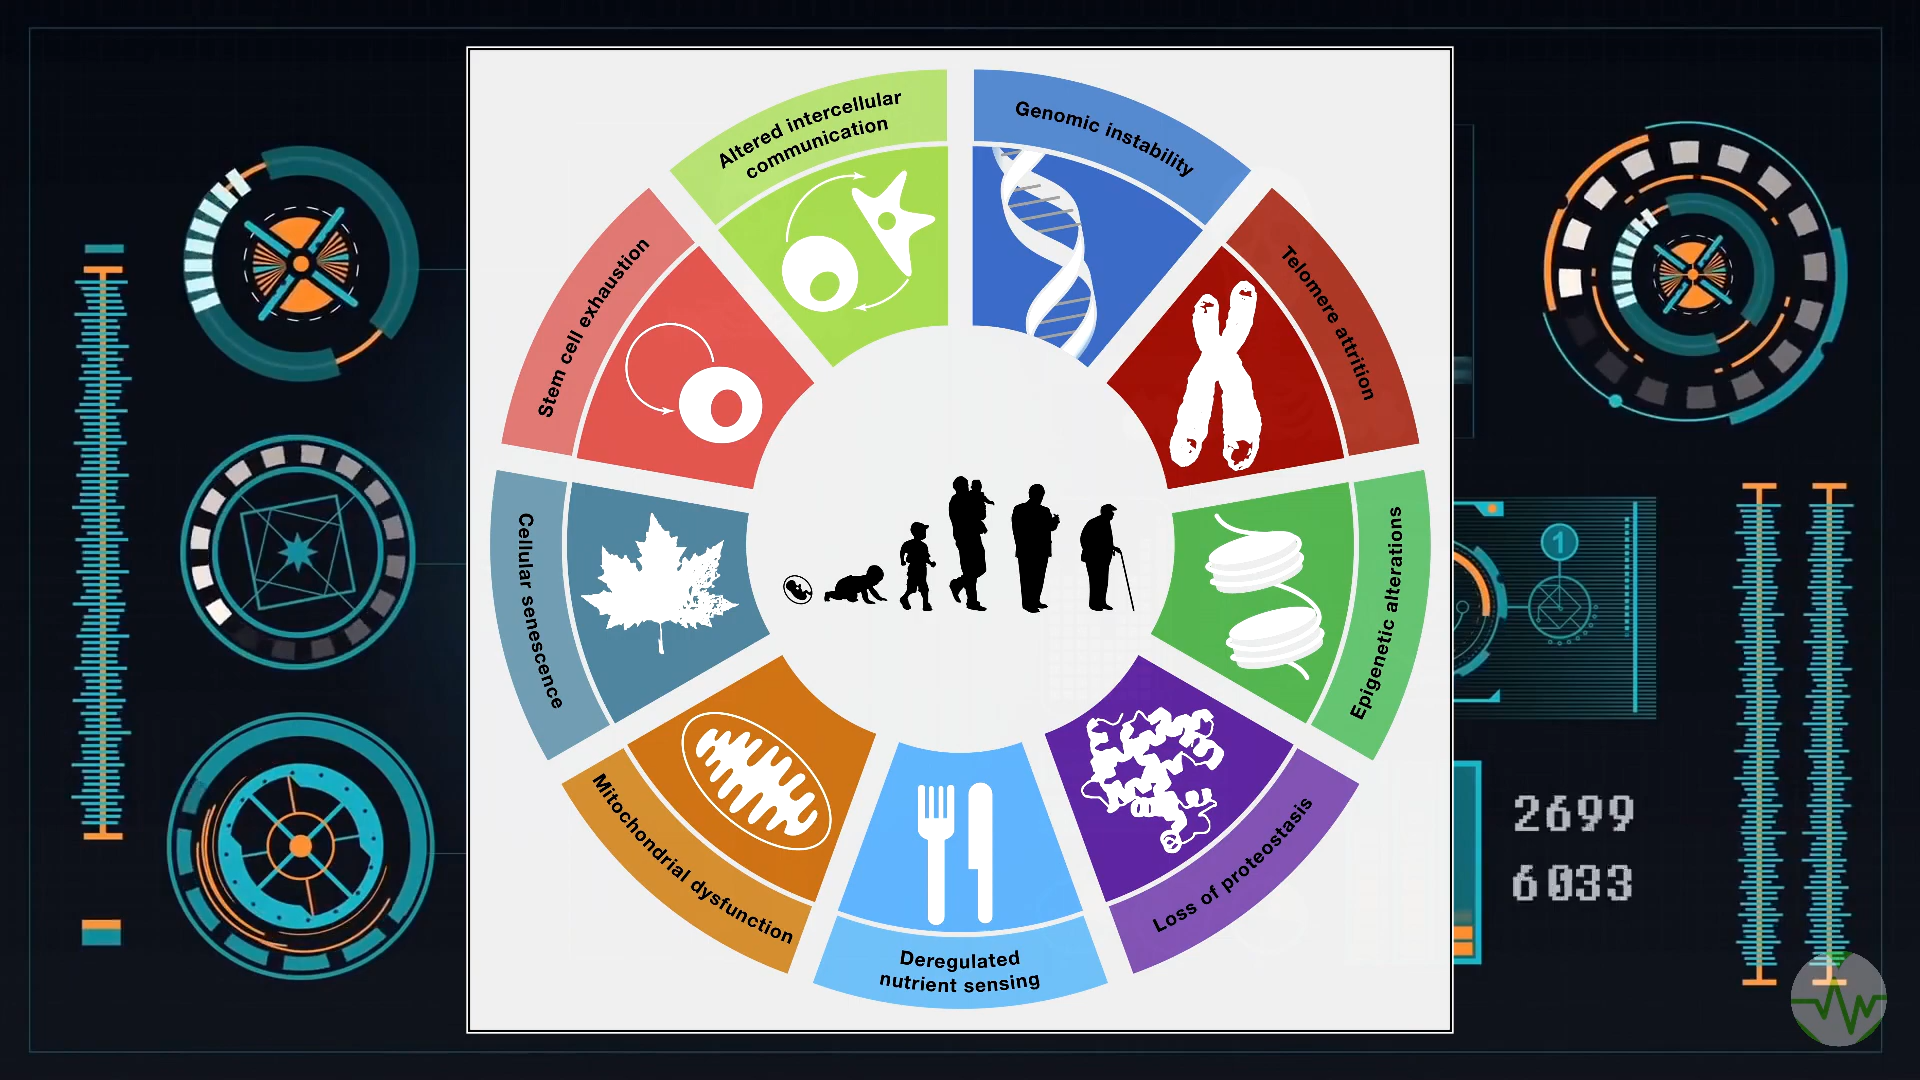 Altered intercellular
communication
Genomic instability
Telomere attrition
Epigenetic alterations
Loss of proteostasis
Deregulated
nutrient sensing
Mitochondrial dysfunction
Cellular senescence
Stem cell exhaustion
1
2699
6033